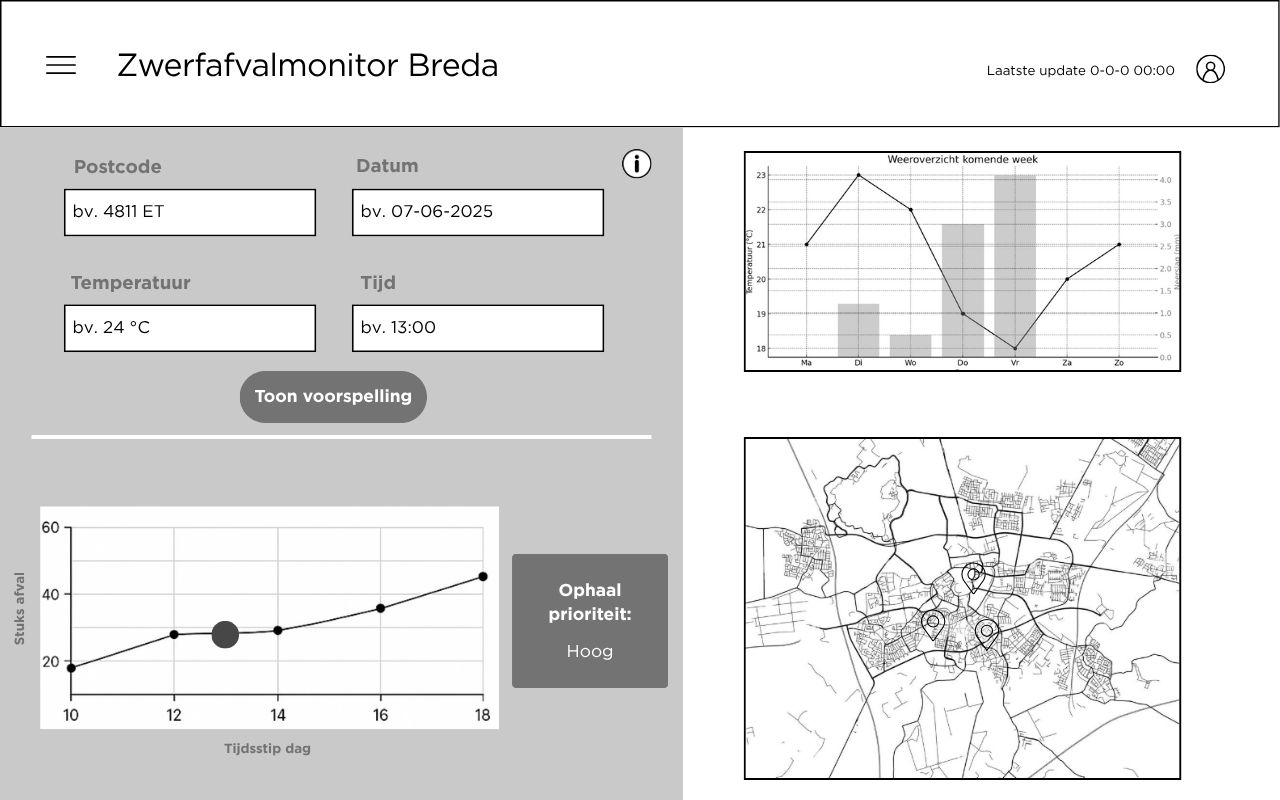 Zwerfafvalmonitor Breda
Laatste update 0-0-0 00:00
Postcode
Datum
i
bv. 4811 ET
bv. 07-06-2025
Temperatuur
Tijd
bv. 24 °C
bv. 13:00
Toon voorspelling
60
40
20
Stuks afval
10 12 14 16 18
Tijdsstip dag
Ophaal
prioriteit:
Hoog
Weeroverzicht komende week
23
22
21
20
19
18
Temperatuur (°C)
4.0
3.5
3.0
2.5
2.0
1.5
1.0
0.5
0.0
Neerslag (mm)
Ma Di Wo Do Vr Za Zo